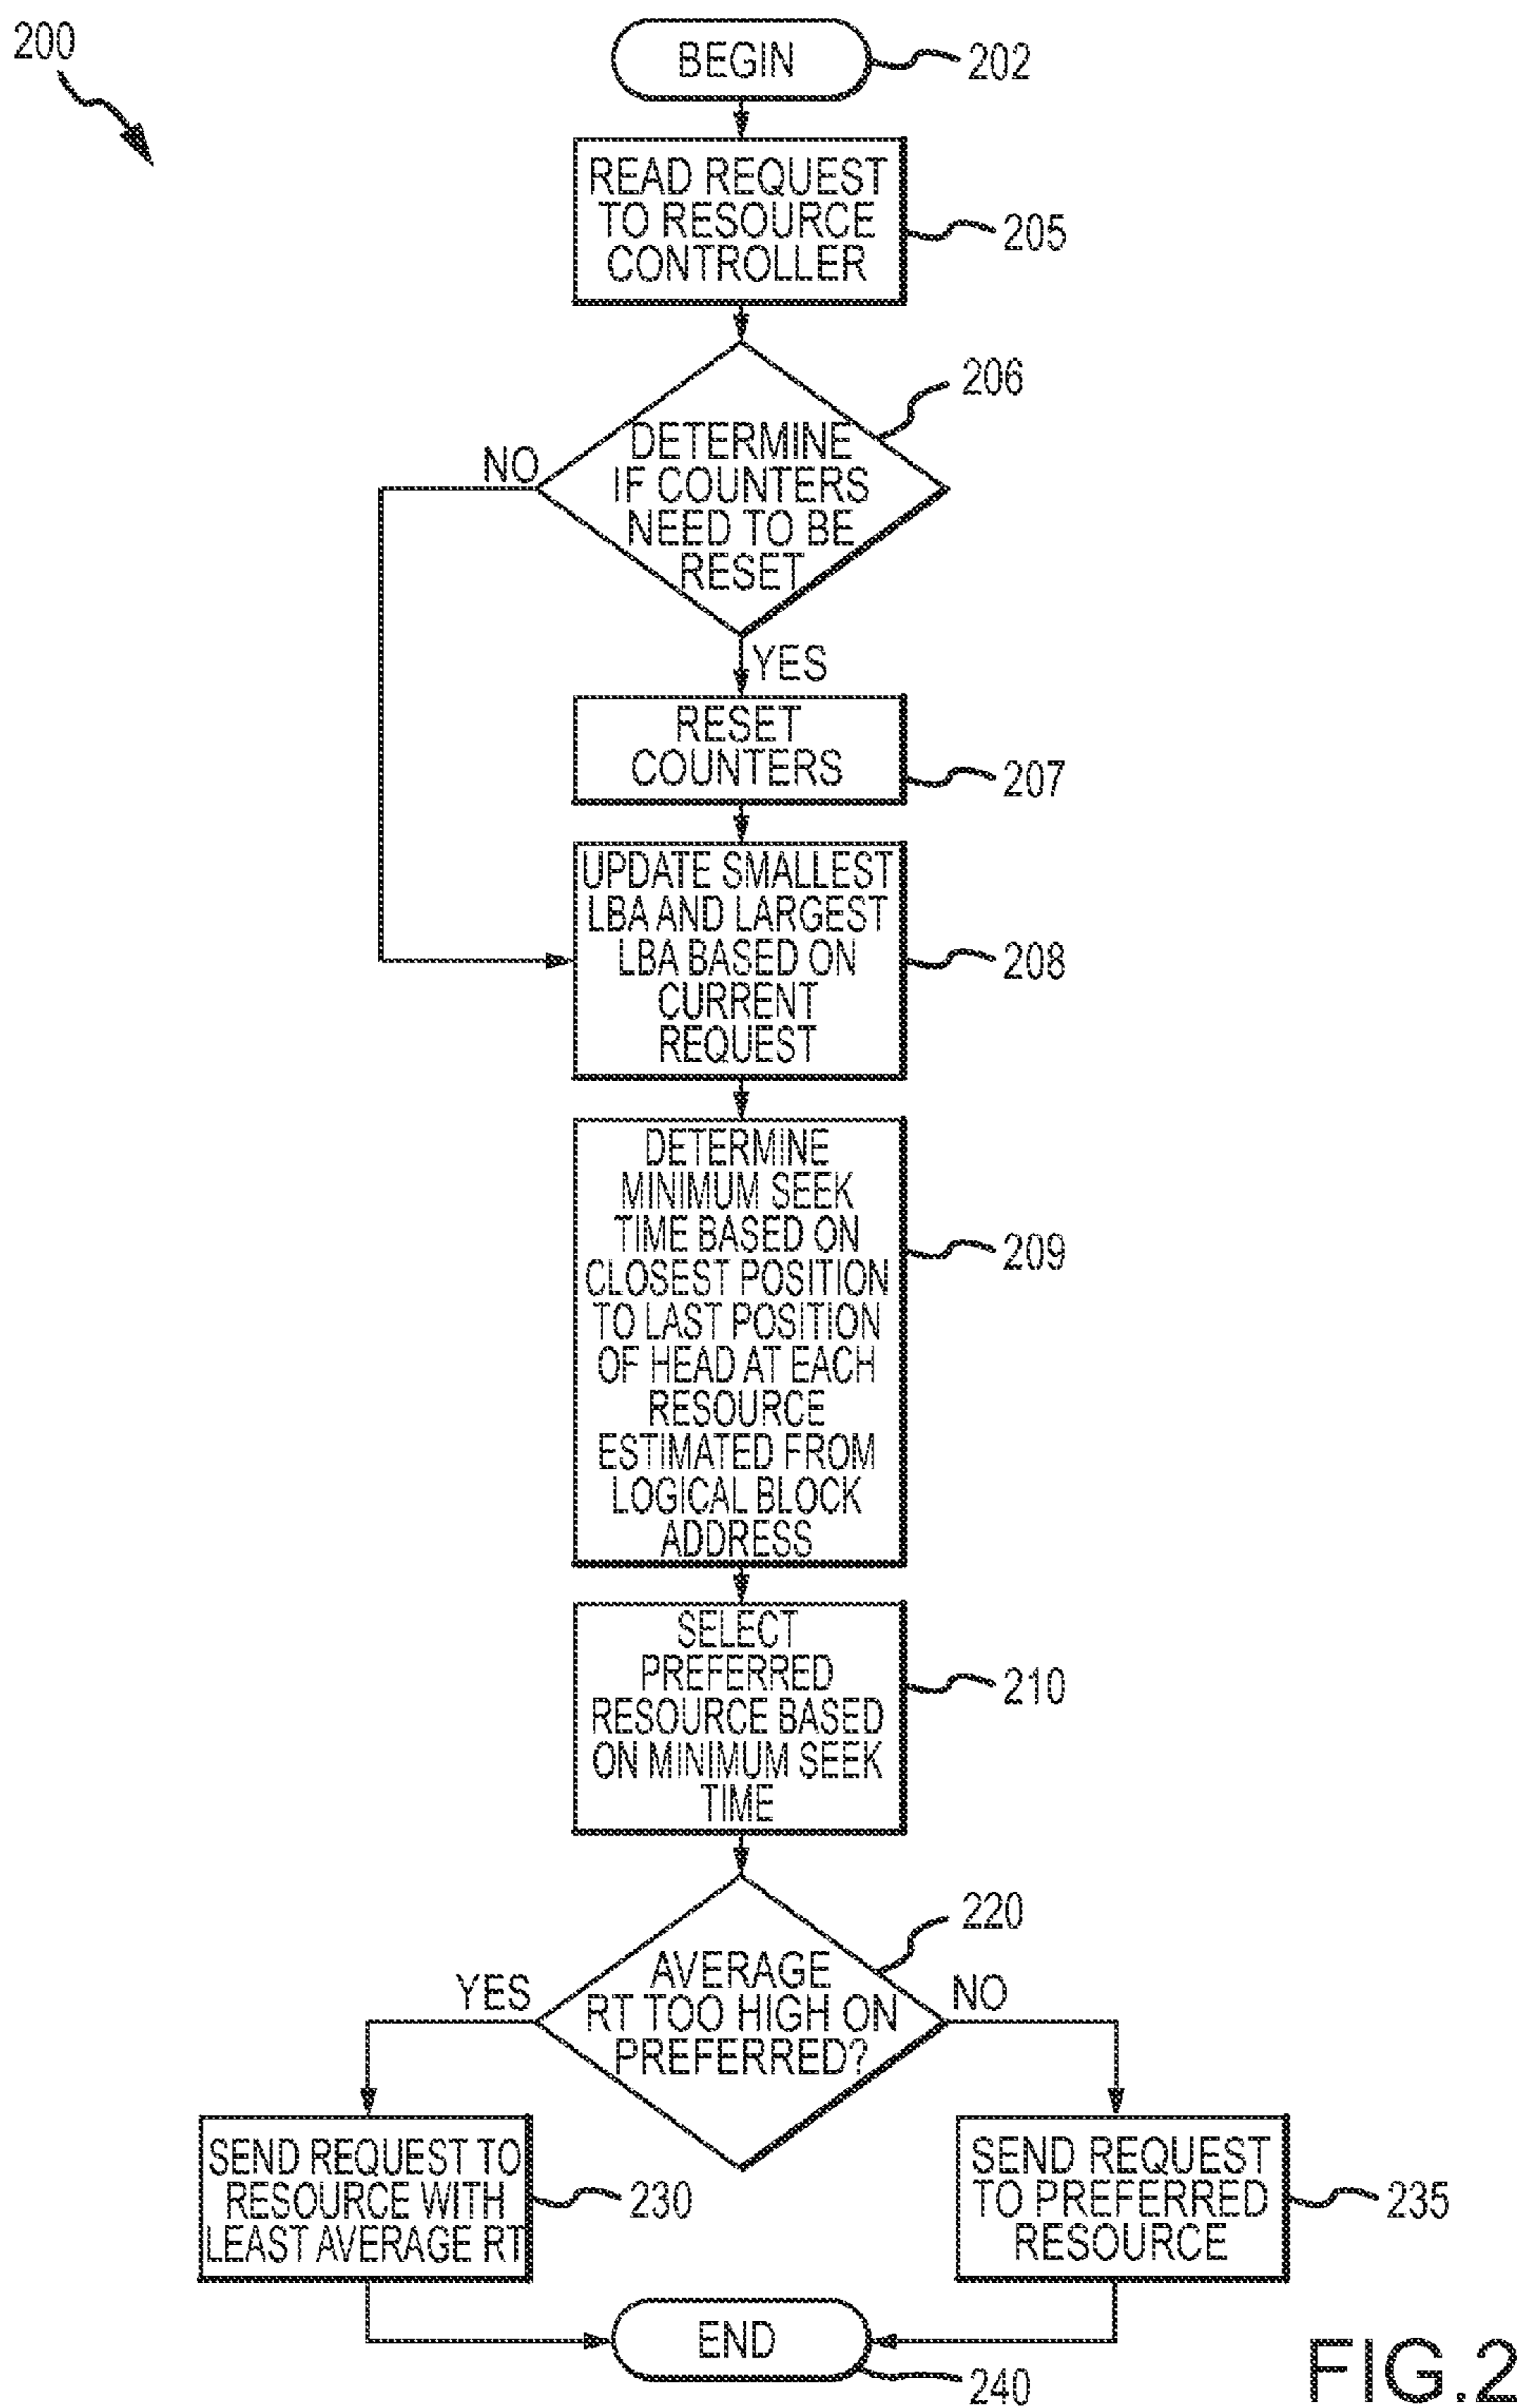 200
BEGIN
202
READ REQUEST
TO RESOURCE
CONTROLLER
205
206
DETERMINE
IF COUNTERS
NEED TO BE
RESET
NO
YES
RESET
COUNTERS
207
UPDATE SMALLEST
LBA AND LARGEST
LBA BASED ON
CURRENT
REQUEST
208
DETERMINE
MINIMUM SEEK
TIME BASED ON
CLOSEST POSITION
TO LAST POSITION
OF HEAD AT EACH
RESOURCE
ESTIMATED FROM
LOGICAL BLOCK
ADDRESS
209
SELECT
PREFERRED
RESOURCE BASED
ON MINIMUM SEEK
TIME
210
220
AVERAGE
RT TOO HIGH ON
PREFERRED?
YES
NO
SEND REQUEST TO
RESOURCE WITH
LEAST AVERAGE RT
230
SEND REQUEST
TO PREFERRED
RESOURCE
235
END
240
FIG.2